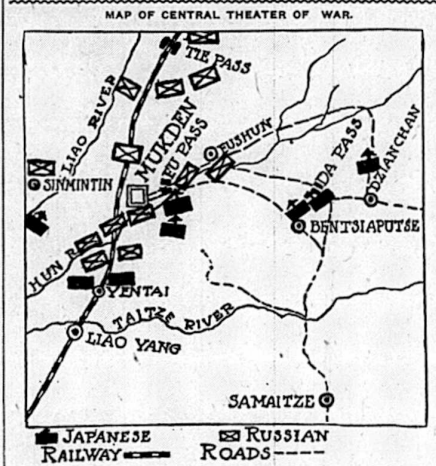 MAP OF CENTRAL THEATER OF WAR.
TIE PASS
LIAO RIVER
MUKDEN
FU PASS
FUSHUN
DA PASS
DZIANCHAN
SINMINTIN
BENTSIAPUTSE
HUN R
YENTAI
TAITZE RIVER
LIAO YANG
SAMAITZE
JAPANESE
RUSSIAN
RAILWAY
ROADS